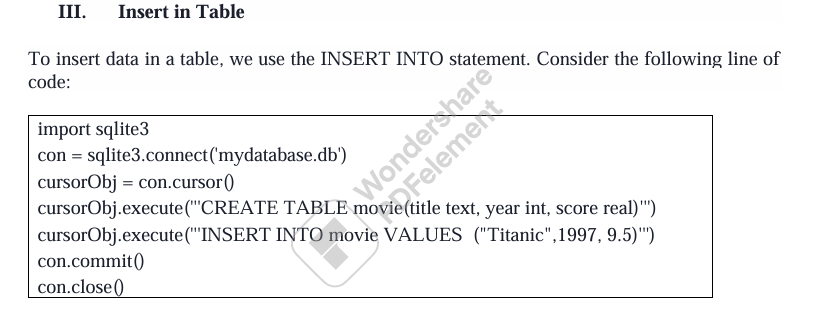 III. Insert in Table
To insert data in a table, we use the INSERT INTO statement. Consider the following line of
code:
import sqlite3
con = sqlite3.connect('mydatabase.db')
cursorObj = con.cursor()
cursorObj.execute('''CREATE TABLE movie(title text, year int, score real)''')
cursorObj.execute('''INSERT INTO movie VALUES ("Titanic",1997, 9.5)''')
con.commit()
con.close()
Wondershare
PDFelement